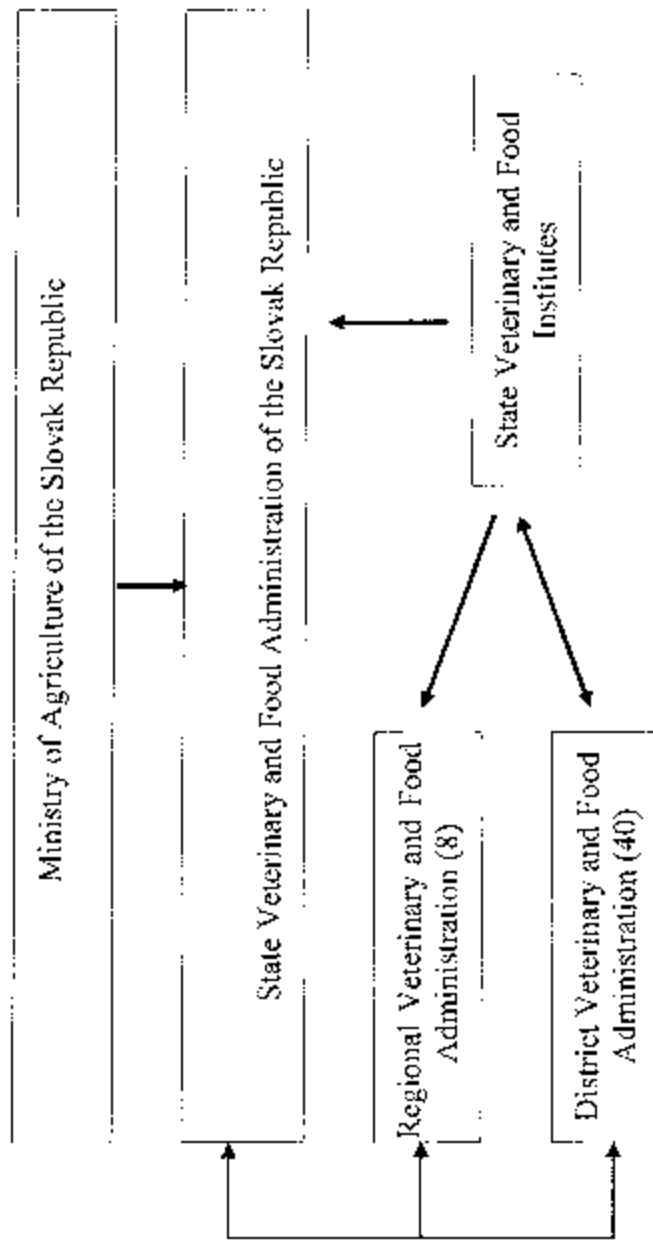 Ministry of Agriculture of the Slovak Republic
State Veterinary and Food Administration of the Slovak Republic
Regional Veterinary and Food
Administration (8)
State Veterinary and Food
Institutes
District Veterinary and Food
Administration (40)